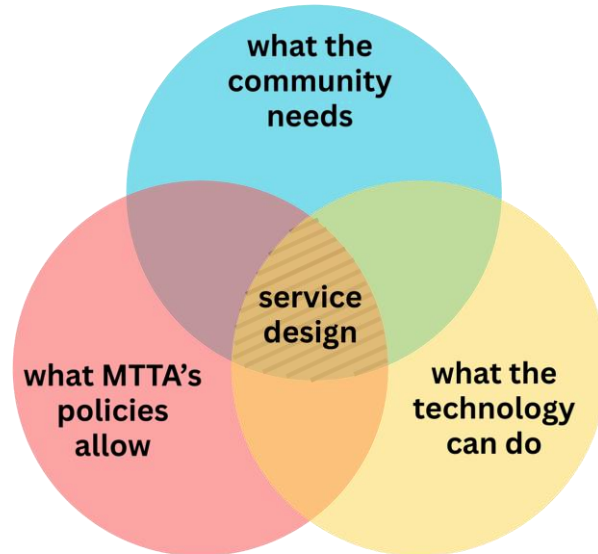 what the
community
needs
service
design
what MTTA's
policies
allow
what the
technology
can do